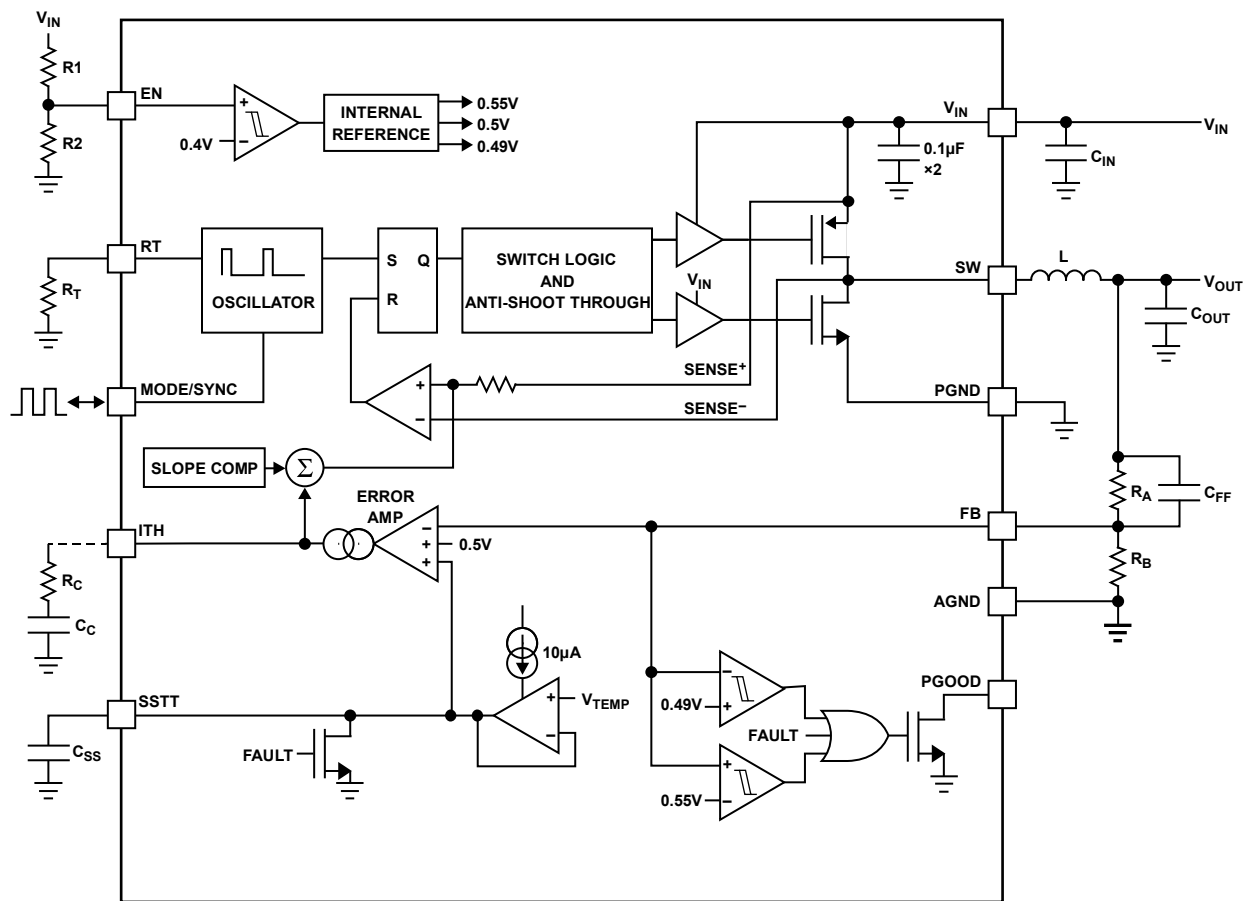 VIN
R1
EN
R2
0.4V
+
−
INTERNAL
REFERENCE
0.55V
0.5V
0.49V
VIN
VIN
0.1µF
×2
CIN
RT
RT
OSCILLATOR
S Q
R
SWITCH LOGIC
AND
ANTI-SHOOT THROUGH
VIN
SW
L
VOUT
COUT
MODE/SYNC
+
−
SENSE+
SENSE−
PGND
SLOPE COMP
Σ
ERROR
AMP
ITH
−
+
+
0.5V
FB
RA
CFF
RB
AGND
RC
CC
10µA
SSTT
+
−
VTEMP
CSS
FAULT
−
+
0.49V
FAULT
+
−
0.55V
PGOOD